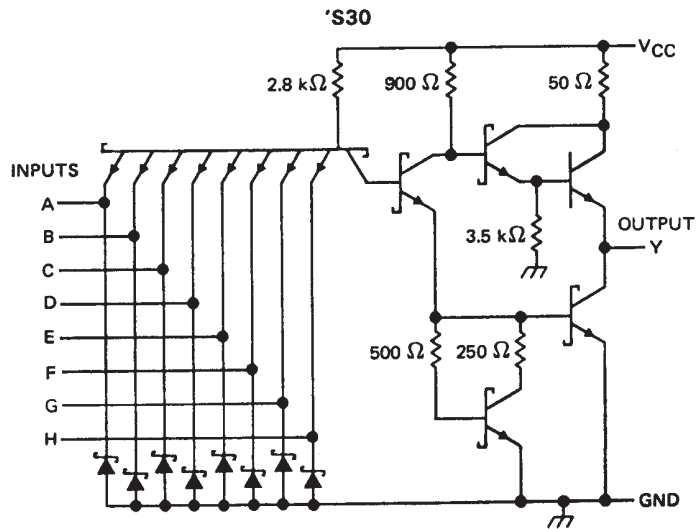 'S30
VCC
2.8 kΩ
900 Ω
50 Ω
INPUTS
A
B
C
D
E
F
G
H
3.5 kΩ
OUTPUT
Y
500 Ω
250 Ω
GND